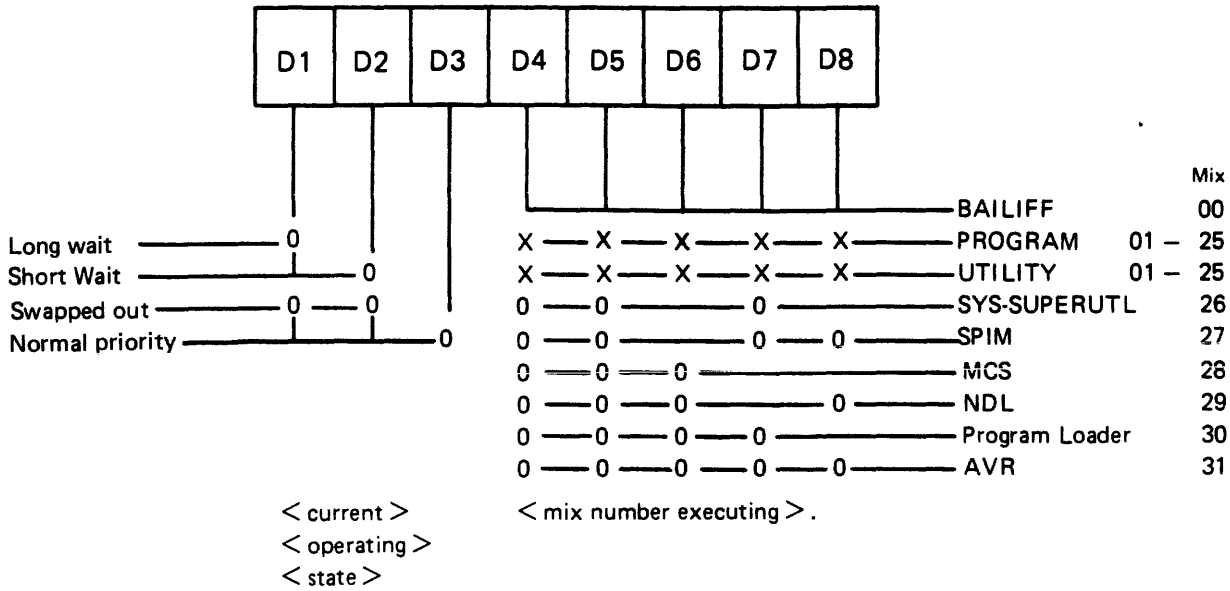 D1 D2 D3 D4 D5 D6 D7 D8
Mix
BAILIFF 00
Long wait 0 X X X X X PROGRAM 01 – 25
Short Wait 0 X X X X X UTILITY 01 – 25
Swapped out 0 0 0 0 0 SYS-SUPERUTL 26
Normal priority 0 0 0 0 0 SPIM 27
0 0 0 MCS 28
0 0 0 0 NDL 29
0 0 0 0 Program Loader 30
0 0 0 0 0 AVR 31
< current > < mix number executing > .
< operating >
< state >